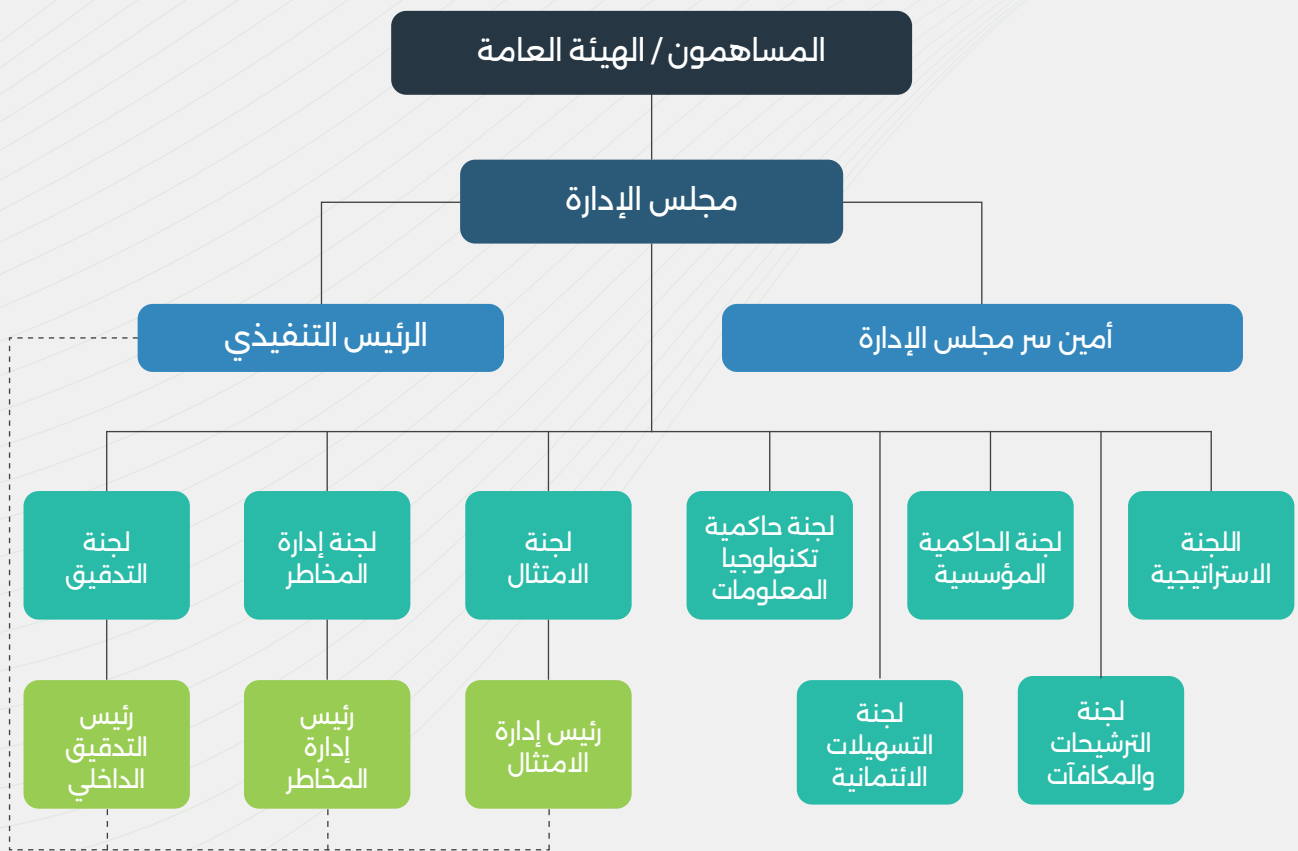 المساهمون / الهيئة العامة
مجلس الإدارة
أمين سر مجلس الإدارة
الرئيس التنفيذي
اللجنة
الاستراتيجية
لجنة الحاكمية
المؤسسية
لجنة حاكمية
تكنولوجيا
المعلومات
لجنة
الامتثال
لجنة إدارة
المخاطر
لجنة
التدقيق
لجنة
الترشيحات
والمكافآت
لجنة
التسهيلات
الائتمانية
رئيس إدارة
الامتثال
رئيس
إدارة
المخاطر
رئيس
التدقيق
الداخلي